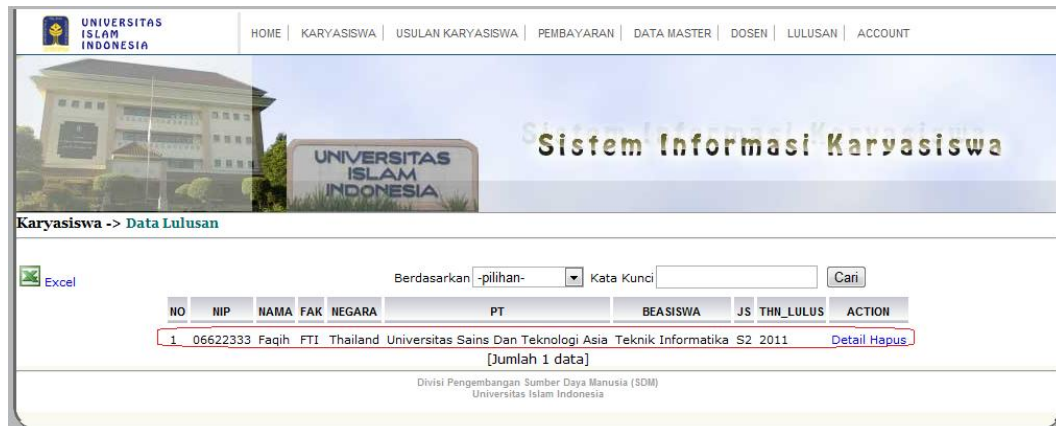 UNIVERSITAS
ISLAM
INDONESIA
HOME | KARYASISWA | USULAN KARYASISWA | PEMBAYARAN | DATA MASTER | DOSEN | LULUSAN | ACCOUNT
Sistem Informasi Karyasiswa
UNIVERSITAS
ISLAM
INDONESIA
Karyasiswa -> Data Lulusan
Excel
Berdasarkan -pilihan- Kata Kunci Cari
NO NIP NAMA FAK NEGARA PT BEASISWA JS THN_LULUS ACTION
1 06622333 Faqih FTI Thailand Universitas Sains Dan Teknologi Asia Teknik Informatika S2 2011 Detail Hapus
[Jumlah 1 data]
Divisi Pengembangan Sumber Daya Manusia (SDM)
Universitas Islam Indonesia